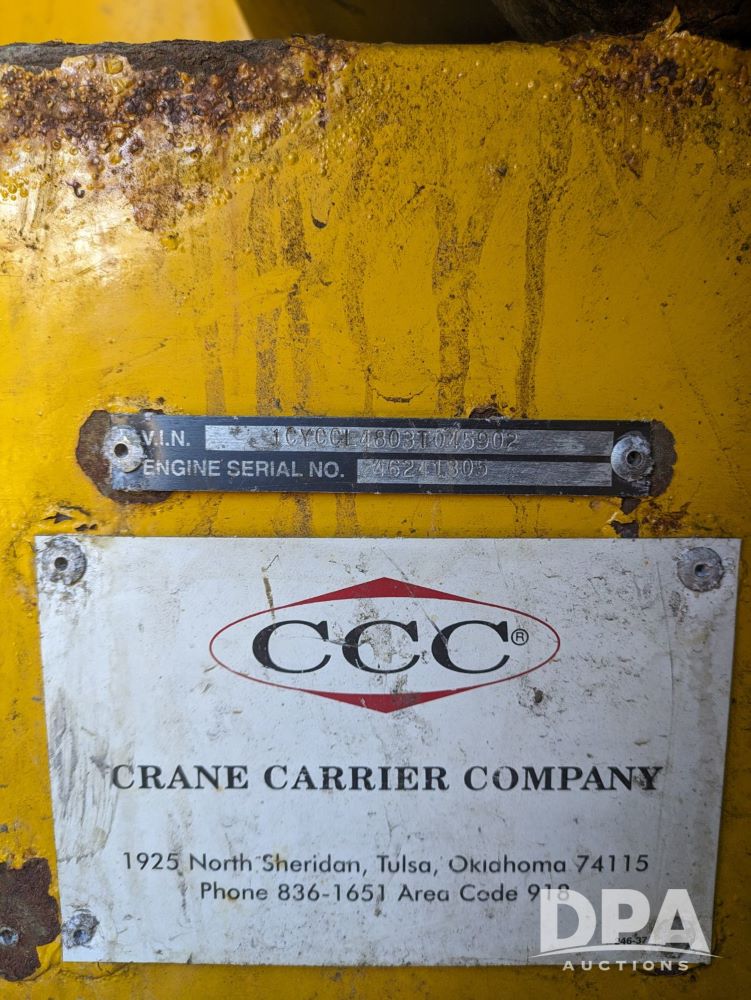 V.I.N. 1CYCCL4803T045902
ENGINE SERIAL NO. 46241305
CCC®
CRANE CARRIER COMPANY
1925 North Sheridan, Tulsa, Oklahoma 74115
Phone 836-1651 Area Code 918
DPA
AUCTIONS